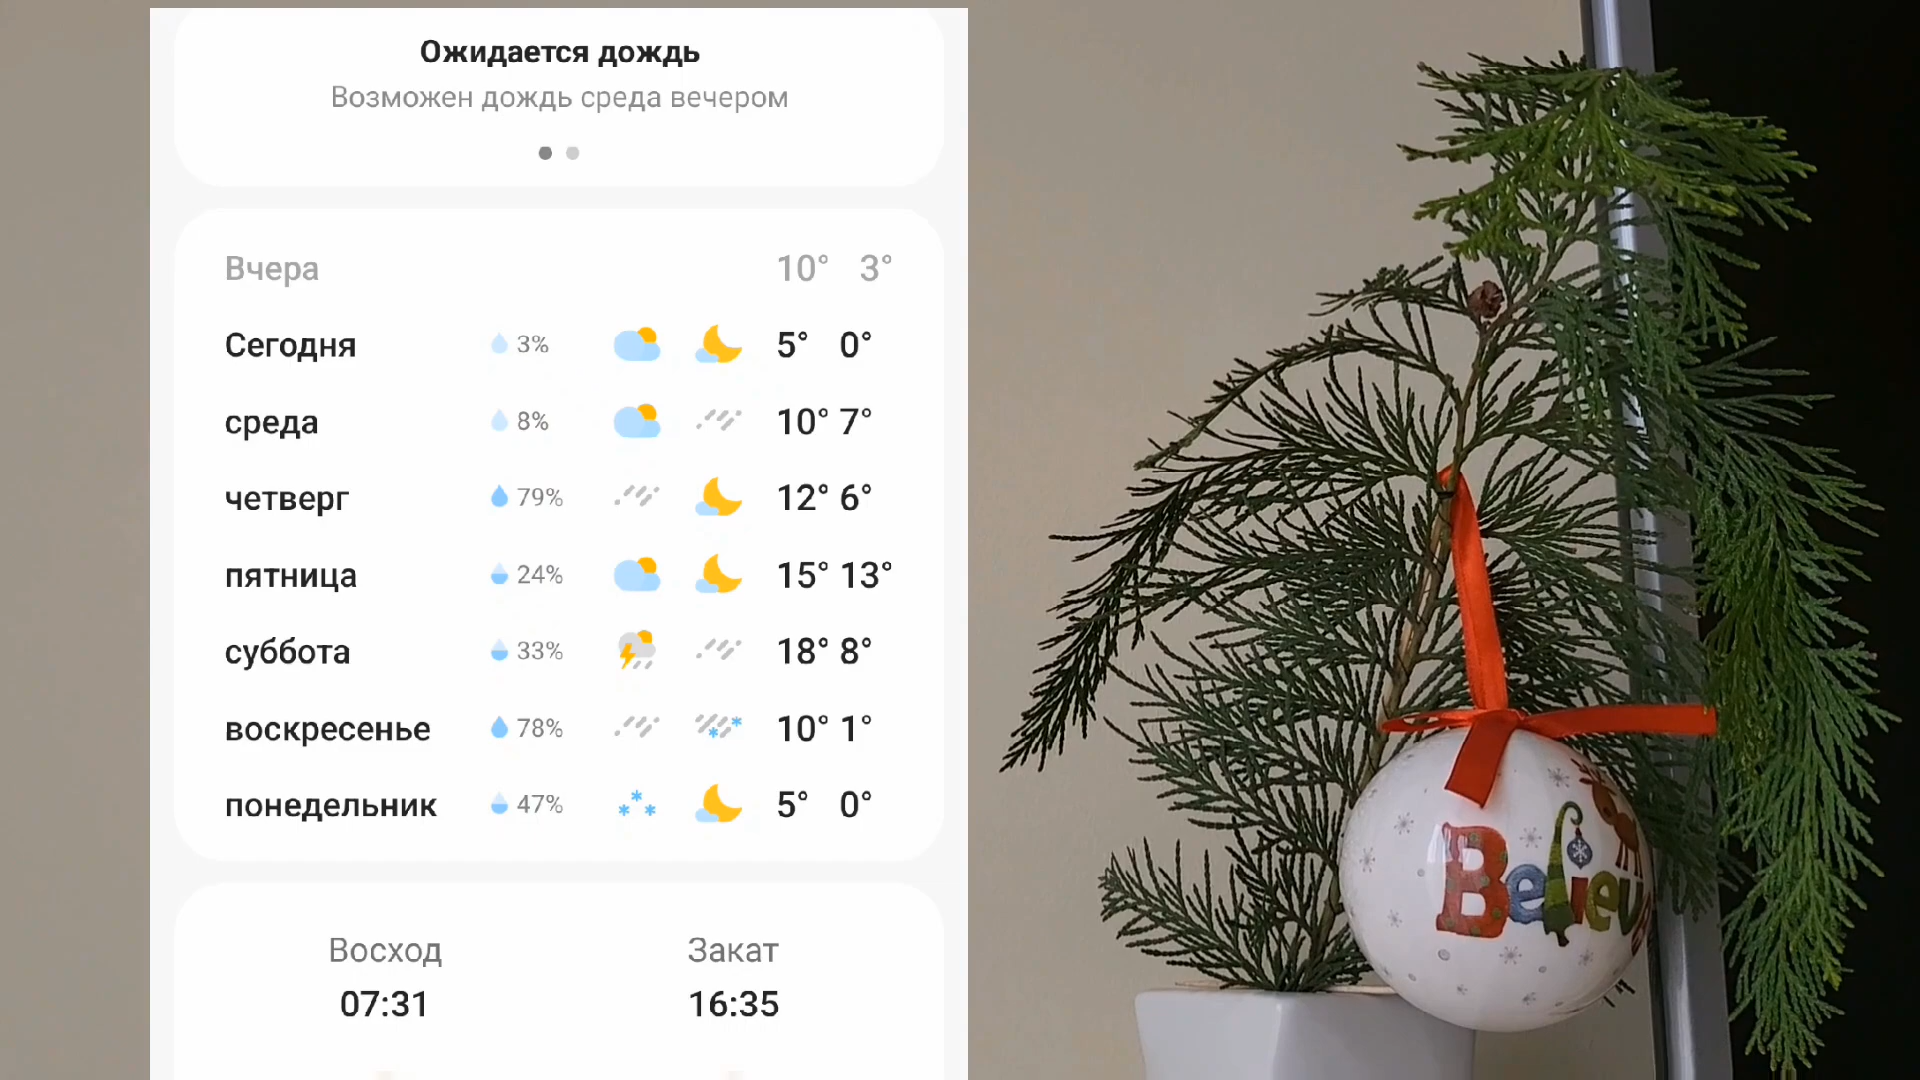 Ожидается дождь
Возможен дождь среда вечером
Вчера 10° 3°
Сегодня 3% 5° 0°
среда 8% 10° 7°
четверг 79% 12° 6°
пятница 24% 15° 13°
суббота 33% 18° 8°
воскресенье 78% 10° 1°
понедельник 47% 5° 0°
Восход Закат
07:31 16:35
Believ